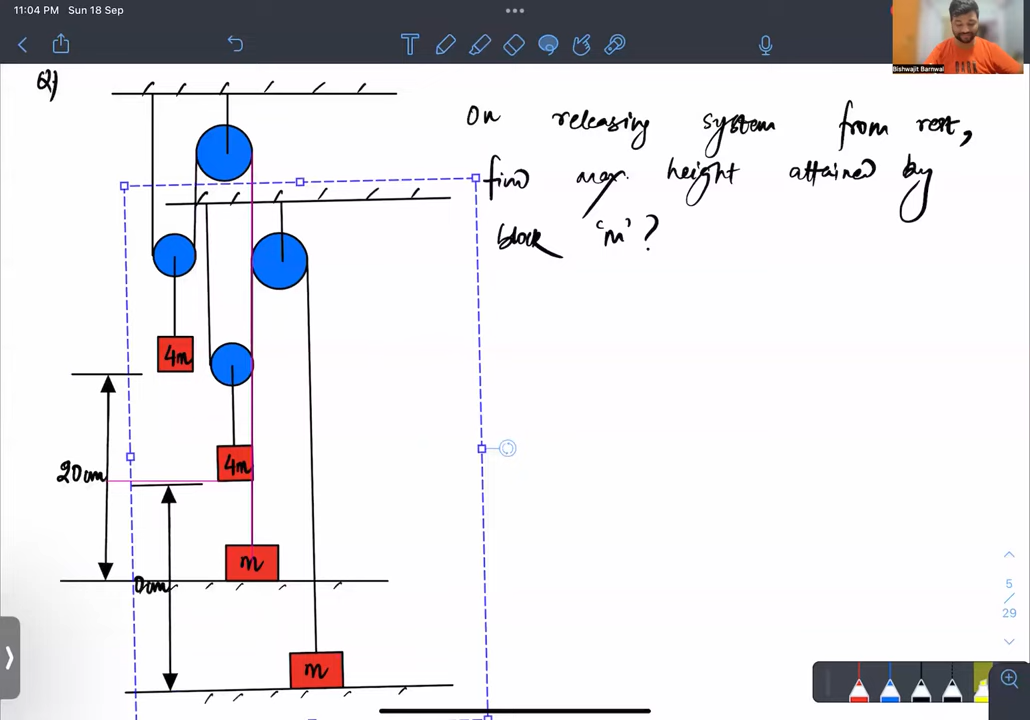 11:04 PM Sun 18 Sep
DARK
Bishwajit Barnwal
Q)
On releasing system from rest,
find max. height attained by
block 'm'?
4m
20cm
4m
m
0cm
m
5
/
29